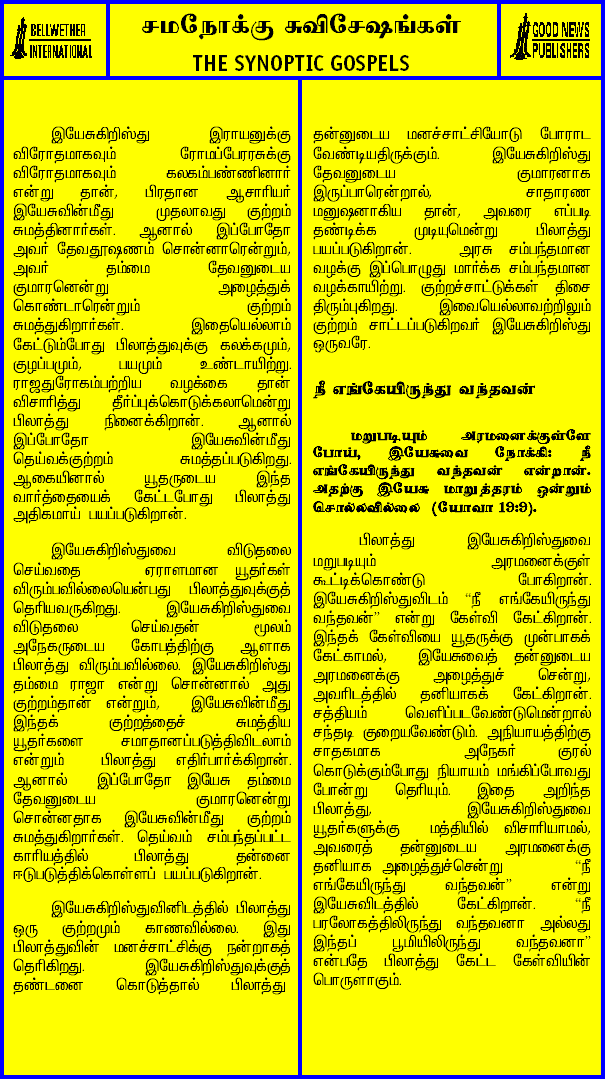 BELLWETHER
INTERNATIONAL
சமநோக்கு சுவிசேஷங்கள்
THE SYNOPTIC GOSPELS
GOOD NEWS
PUBLISHERS
இயேசுகிறிஸ்து இராயனுக்கு
விரோதமாகவும் ரோமப்பேரரசுக்கு
விரோதமாகவும் கலகம்பண்ணினார்
என்று தான், பிரதான ஆசாரியர்
இயேசுவின்மீது முதலாவது குற்றம்
சுமத்தினார்கள். ஆனால் இப்போதோ
அவர் தேவதூஷணம் சொன்னாரென்றும்,
அவர் தம்மை தேவனுடைய
குமாரனென்று அழைத்துக்
கொண்டாரென்றும் குற்றம்
சுமத்துகிறார்கள். இதையெல்லாம்
கேட்டும்போது பிலாத்துவுக்கு கலக்கமும்,
குழப்பமும், பயமும் உண்டாயிற்று.
ராஜதுரோகம்பற்றிய வழக்கை தான்
விசாரித்து தீர்ப்புக்கொடுக்கலாமென்று
பிலாத்து நினைக்கிறான். ஆனால்
இப்போதோ இயேசுவின்மீது
தெய்வக்குற்றம் சுமத்தப்படுகிறது.
ஆகையினால் யூதருடைய இந்த
வார்த்தையைக் கேட்டபோது பிலாத்து
அதிகமாய் பயப்படுகிறான்.
இயேசுகிறிஸ்துவை விடுதலை
செய்வதை ஏராளமான யூதர்கள்
விரும்பவில்லையென்பது பிலாத்துவுக்குத்
தெரியவருகிறது. இயேசுகிறிஸ்துவை
விடுதலை செய்வதன் மூலம்
அநேகருடைய கோபத்திற்கு ஆளாக
பிலாத்து விரும்பவில்லை. இயேசுகிறிஸ்து
தம்மை ராஜா என்று சொன்னால் அது
குற்றம்தான் என்றும், இயேசுவின்மீது
இந்தக் குற்றத்தைச் சுமத்திய
யூதர்களை சமாதானப்படுத்திவிடலாம்
என்றும் பிலாத்து எதிர்பார்க்கிறான்.
ஆனால் இப்போதோ இயேசு தம்மை
தேவனுடைய குமாரனென்று
சொன்னதாக இயேசுவின்மீது குற்றம்
சுமத்துகிறார்கள். தெய்வம் சம்பந்தப்பட்ட
காரியத்தில் பிலாத்து தன்னை
ஈடுபடுத்திக்கொள்ளப் பயப்படுகிறான்.
இயேசுகிறிஸ்துவினிடத்தில் பிலாத்து
ஒரு குற்றமும் காணவில்லை. இது
பிலாத்துவின் மனச்சாட்சிக்கு நன்றாகத்
தெரிகிறது. இயேசுகிறிஸ்துவுக்குத்
தண்டனை கொடுத்தால் பிலாத்து
தன்னுடைய மனச்சாட்சியோடு போராட
வேண்டியதிருக்கும். இயேசுகிறிஸ்து
தேவனுடைய குமாரனாக
இருப்பாரென்றால், சாதாரண
மனுஷனாகிய தான், அவரை எப்படி
தண்டிக்க முடியுமென்று பிலாத்து
பயப்படுகிறான். அரசு சம்பந்தமான
வழக்கு இப்பொழுது மார்க்க சம்பந்தமான
வழக்காயிற்று. குற்றச்சாட்டுக்கள் திசை
திரும்புகிறது. இவையெல்லாவற்றிலும்
குற்றம் சாட்டப்படுகிறவர் இயேசுகிறிஸ்து
ஒருவரே.
நீ எங்கேயிருந்து வந்தவன்
மறுபடியும் அரமனைக்குள்ளே
போய், இயேசுவை நோக்கி: நீ
எங்கேயிருந்து வந்தவன் என்றான்.
அதற்கு இயேசு மாறுத்தரம் ஒன்றும்
சொல்லவில்லை (யோவா 19:9).
பிலாத்து இயேசுகிறிஸ்துவை
மறுபடியும் அரமனைக்குள்
கூட்டிக்கொண்டு போகிறான்.
இயேசுகிறிஸ்துவிடம் “நீ எங்கேயிருந்து
வந்தவன்” என்று கேள்வி கேட்கிறான்.
இந்தக் கேள்வியை யூதருக்கு முன்பாகக்
கேட்காமல், இயேசுவைத் தன்னுடைய
அரமனைக்கு அழைத்துச் சென்று,
அவரிடத்தில் தனியாகக் கேட்கிறான்.
சத்தியம் வெளிப்படவேண்டுமென்றால்
சந்தடி குறையவேண்டும். அநியாயத்திற்கு
சாதகமாக அநேகர் குரல்
கொடுக்கும்போது நியாயம் மங்கிப்போவது
போன்று தெரியும். இதை அறிந்த
பிலாத்து, இயேசுகிறிஸ்துவை
யூதர்களுக்கு மத்தியில் விசாரியாமல்,
அவரைத் தன்னுடைய அரமனைக்கு
தனியாக அழைத்துச்சென்று “நீ
எங்கேயிருந்து வந்தவன்” என்று
இயேசுவிடத்தில் கேட்கிறான். “நீ
பரலோகத்திலிருந்து வந்தவனா அல்லது
இந்தப் பூமியிலிருந்து வந்தவனா”
என்பதே பிலாத்து கேட்ட கேள்வியின்
பொருளாகும்.